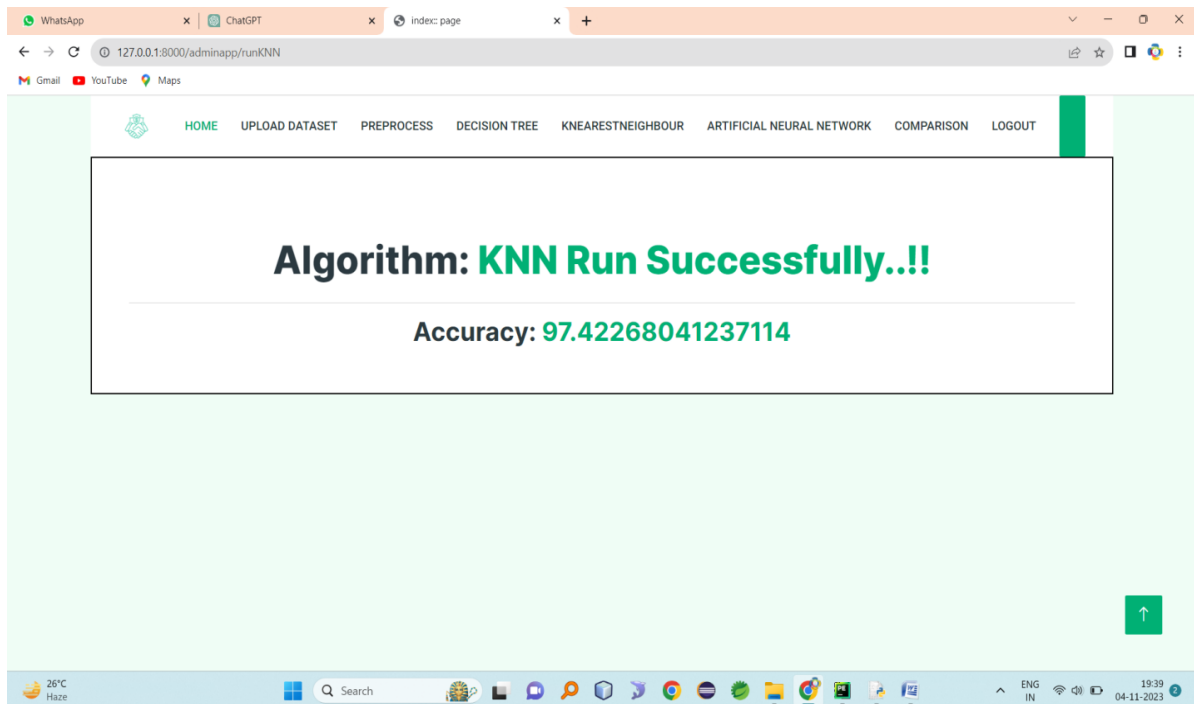 WhatsApp
ChatGPT
index:: page
127.0.0.1:8000/adminapp/runKNN
Gmail YouTube Maps
HOME UPLOAD DATASET PREPROCESS DECISION TREE KNEARESTNEIGHBOUR ARTIFICIAL NEURAL NETWORK COMPARISON LOGOUT
Algorithm: KNN Run Successfully..!!
Accuracy: 97.42268041237114
26°C
Haze
Search
ENG
IN
19:39
04-11-2023
2